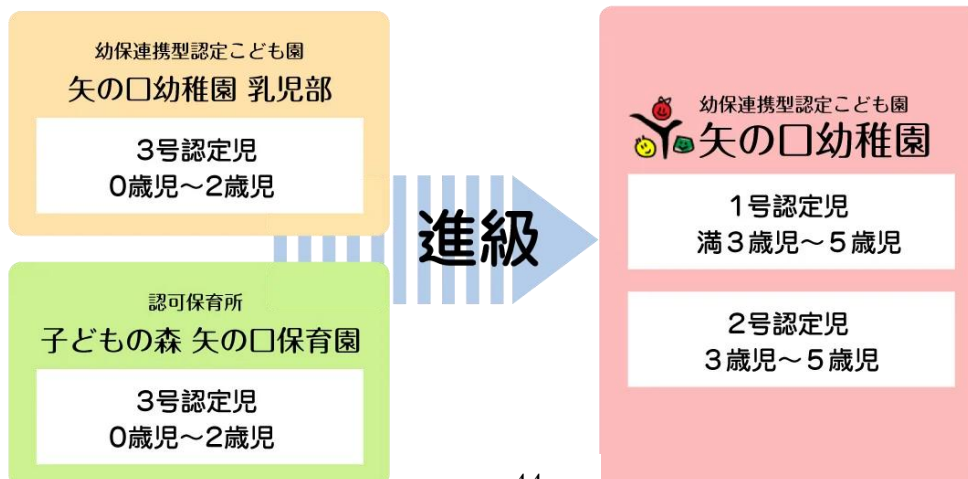 幼保連携型認定こども園
矢の口幼稚園 乳児部
3号認定児
0歳児～2歳児
認可保育所
子どもの森 矢の口保育園
3号認定児
0歳児～2歳児
進級
幼保連携型認定こども園
矢の口幼稚園
1号認定児
満3歳児～5歳児
2号認定児
3歳児～5歳児